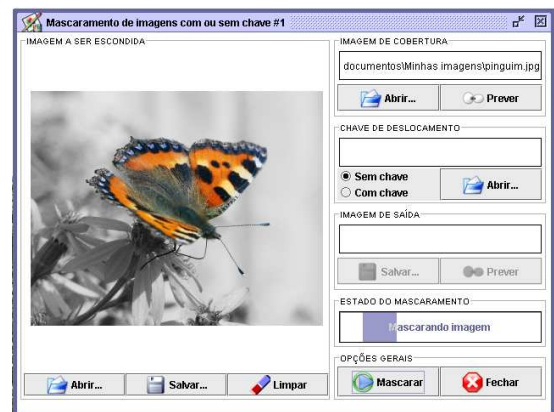 Mascaramento de imagens com ou sem chave #1
IMAGEM A SER ESCONDIDA
Abrir...
Salvar...
Limpar
IMAGEM DE COBERTURA
documentos\Minhas imagens\pinguim.jpg
Abrir...
Prever
CHAVE DE DESLOCAMENTO
Sem chave
Com chave
Abrir...
IMAGEM DE SAÍDA
Salvar...
Prever
ESTADO DO MASCARAMENTO
Mascarando imagem
OPÇÕES GERAIS
Mascarar
Fechar